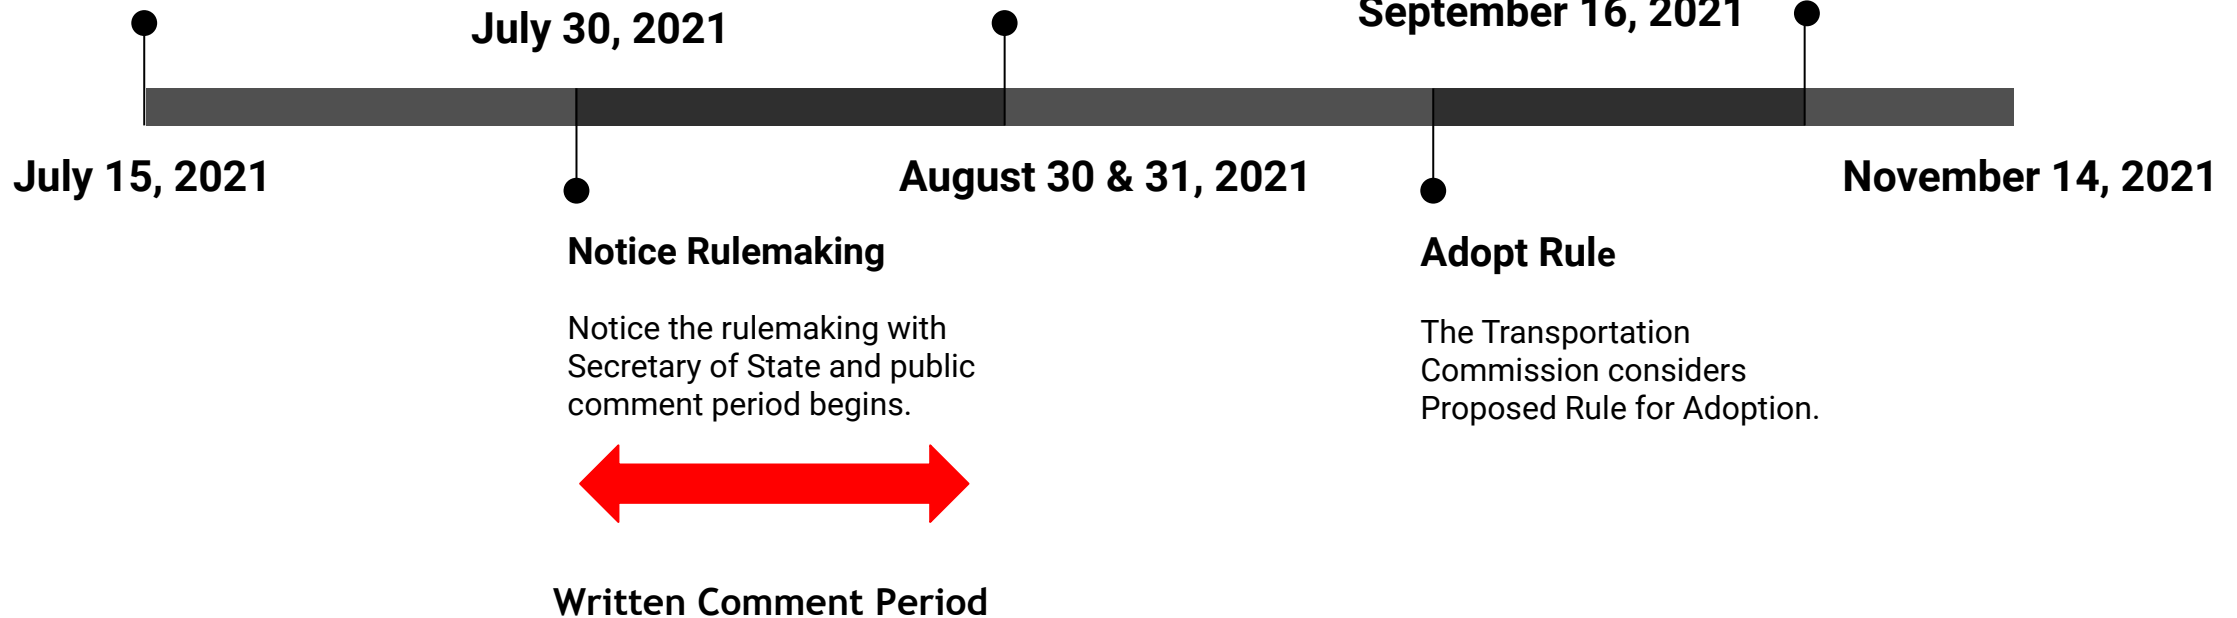 July 30, 2021
September 16, 2021
July 15, 2021
August 30 & 31, 2021
November 14, 2021
Notice Rulemaking
Notice the rulemaking with
Secretary of State and public
comment period begins.
Adopt Rule
The Transportation
Commission considers
Proposed Rule for Adoption.
Written Comment Period